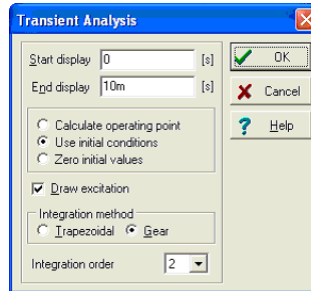 Transient Analysis
Start display 0 [s]
End display 10m [s]
Calculate operating point
Use initial conditions
Zero initial values
Draw excitation
Integration method
Trapezoidal Gear
Integration order 2
OK
Cancel
? Help